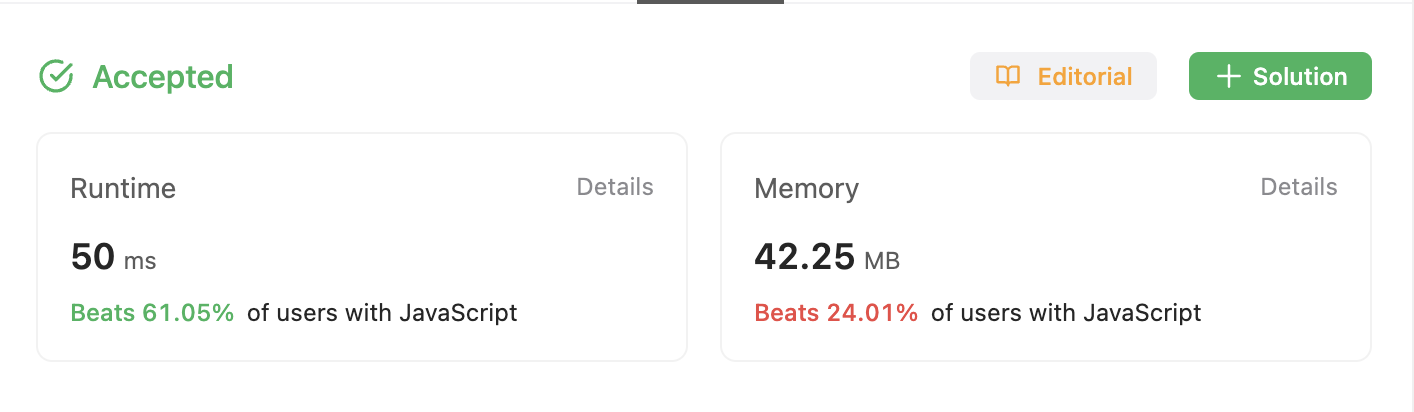 Accepted
Editorial
+ Solution
Runtime
Details
50 ms
Beats 61.05% of users with JavaScript
Memory
Details
42.25 MB
Beats 24.01% of users with JavaScript